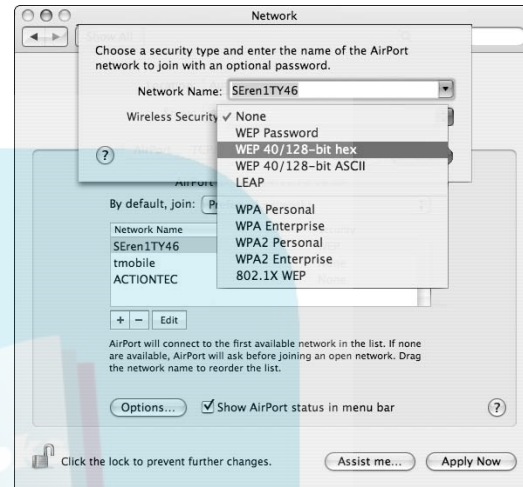 Network
Show All
Choose a security type and enter the name of the AirPort
network to join with an optional password.
Network Name: SEren1TY46
Wireless Security ✓ None
WEP Password
WEP 40/128-bit hex
WEP 40/128-bit ASCII
LEAP
WPA Personal
WPA Enterprise
WPA2 Personal
WPA2 Enterprise
802.1X WEP
?
By default, join:
Network Name
SEren1TY46
tmobile
ACTIONTEC
+ − Edit
AirPort will connect to the first available network in the list. If none
are available, AirPort will ask before joining an open network. Drag
the network name to reorder the list.
Options... Show AirPort status in menu bar ?
Click the lock to prevent further changes. Assist me... Apply Now